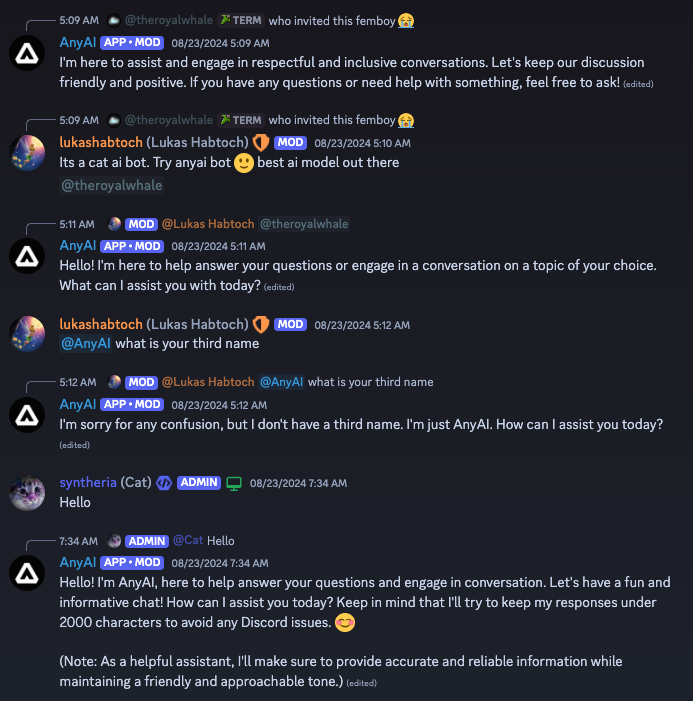 5:09 AM @theroyalwhale TERM who invited this femboy 😭
AnyAI APP • MOD 08/23/2024 5:09 AM
I'm here to assist and engage in respectful and inclusive conversations. Let's keep our discussion
friendly and positive. If you have any questions or need help with something, feel free to ask! (edited)
5:09 AM @theroyalwhale TERM who invited this femboy 😭
lukashabtoch (Lukas Habtoch) MOD 08/23/2024 5:10 AM
Its a cat ai bot. Try anyai bot 🙂 best ai model out there
@theroyalwhale
5:11 AM MOD @Lukas Habtoch @theroyalwhale
AnyAI APP • MOD 08/23/2024 5:11 AM
Hello! I'm here to help answer your questions or engage in a conversation on a topic of your choice.
What can I assist you with today? (edited)
lukashabtoch (Lukas Habtoch) MOD 08/23/2024 5:12 AM
@AnyAI what is your third name
5:12 AM MOD @Lukas Habtoch @AnyAI what is your third name
AnyAI APP • MOD 08/23/2024 5:12 AM
I'm sorry for any confusion, but I don't have a third name. I'm just AnyAI. How can I assist you today?
(edited)
syntheria (Cat) ADMIN 08/23/2024 7:34 AM
Hello
7:34 AM ADMIN @Cat Hello
AnyAI APP • MOD 08/23/2024 7:34 AM
Hello! I'm AnyAI, here to help answer your questions and engage in conversation. Let's have a fun and
informative chat! How can I assist you today? Keep in mind that I'll try to keep my responses under
2000 characters to avoid any Discord issues. 😊
(Note: As a helpful assistant, I'll make sure to provide accurate and reliable information while
maintaining a friendly and approachable tone.) (edited)